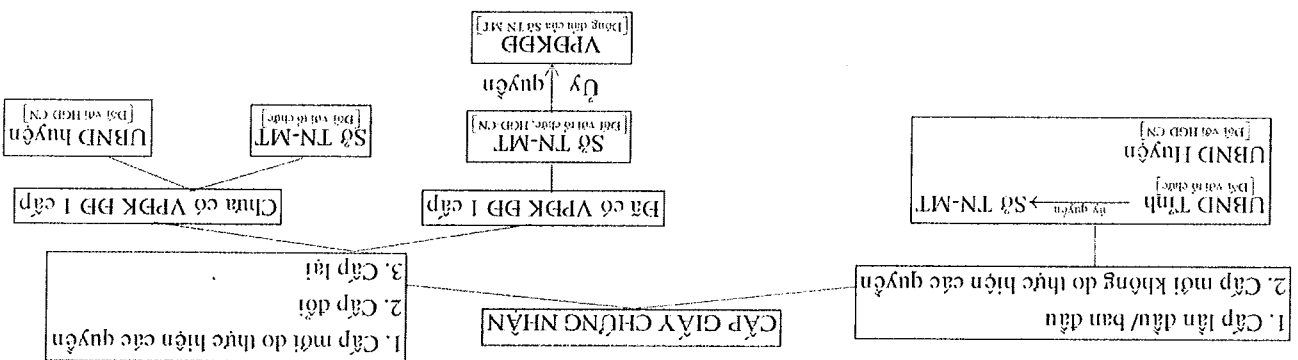 CẤP GIẤY CHỨNG NHẬN
1. Cấp lần đầu/ ban đầu
2. Cấp mới không do thực hiện các quyền
1. Cấp mới do thực hiện các quyền
2. Cấp đổi
3. Cấp lại
UBND Tỉnh ủy quyền Sở TN-MT
[Đối với tổ chức]
UBND Huyện
[Đối với HGĐ CN]
Đã có VPĐK ĐĐ 1 cấp
Chưa có VPĐK ĐĐ 1 cấp
Sở TN-MT
[Đối với tổ chức, HGĐ-CN]
Ủy quyền
VPĐKĐĐ
[Đóng dấu của Sở TN-MT]
Sở TN-MT
[Đối với tổ chức]
UBND huyện
[Đối với HGĐ CN]